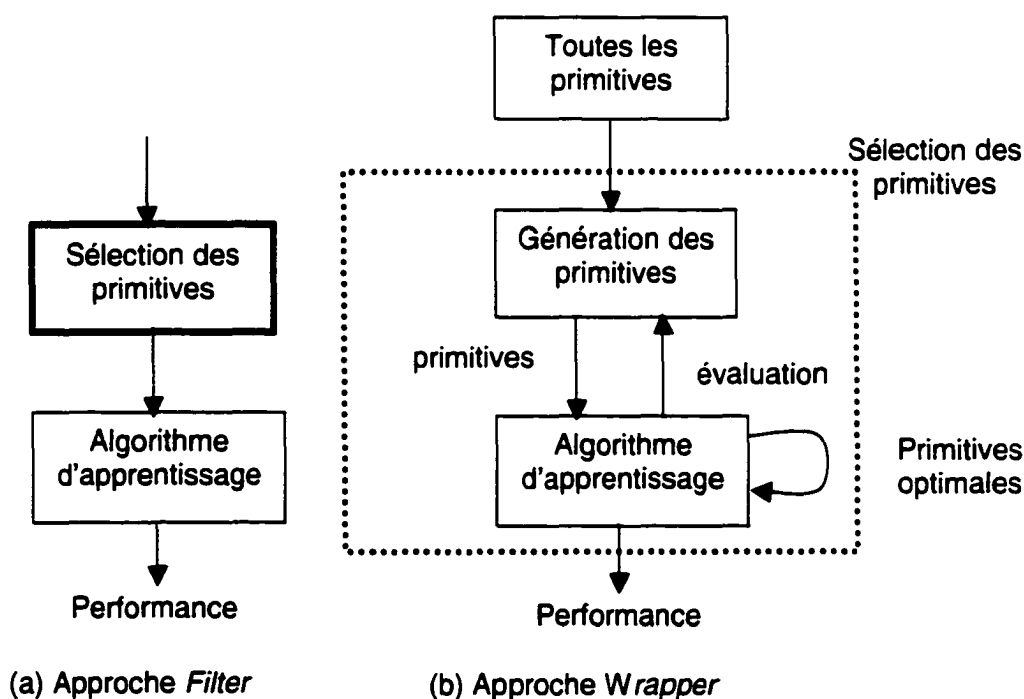 Toutes les
primitives
Sélection des
primitives
Sélection des
primitives
Génération des
primitives
primitives
évaluation
Algorithme
d'apprentissage
Algorithme
d'apprentissage
Primitives
optimales
Performance
Performance
(a) Approche Filter
(b) Approche Wrapper